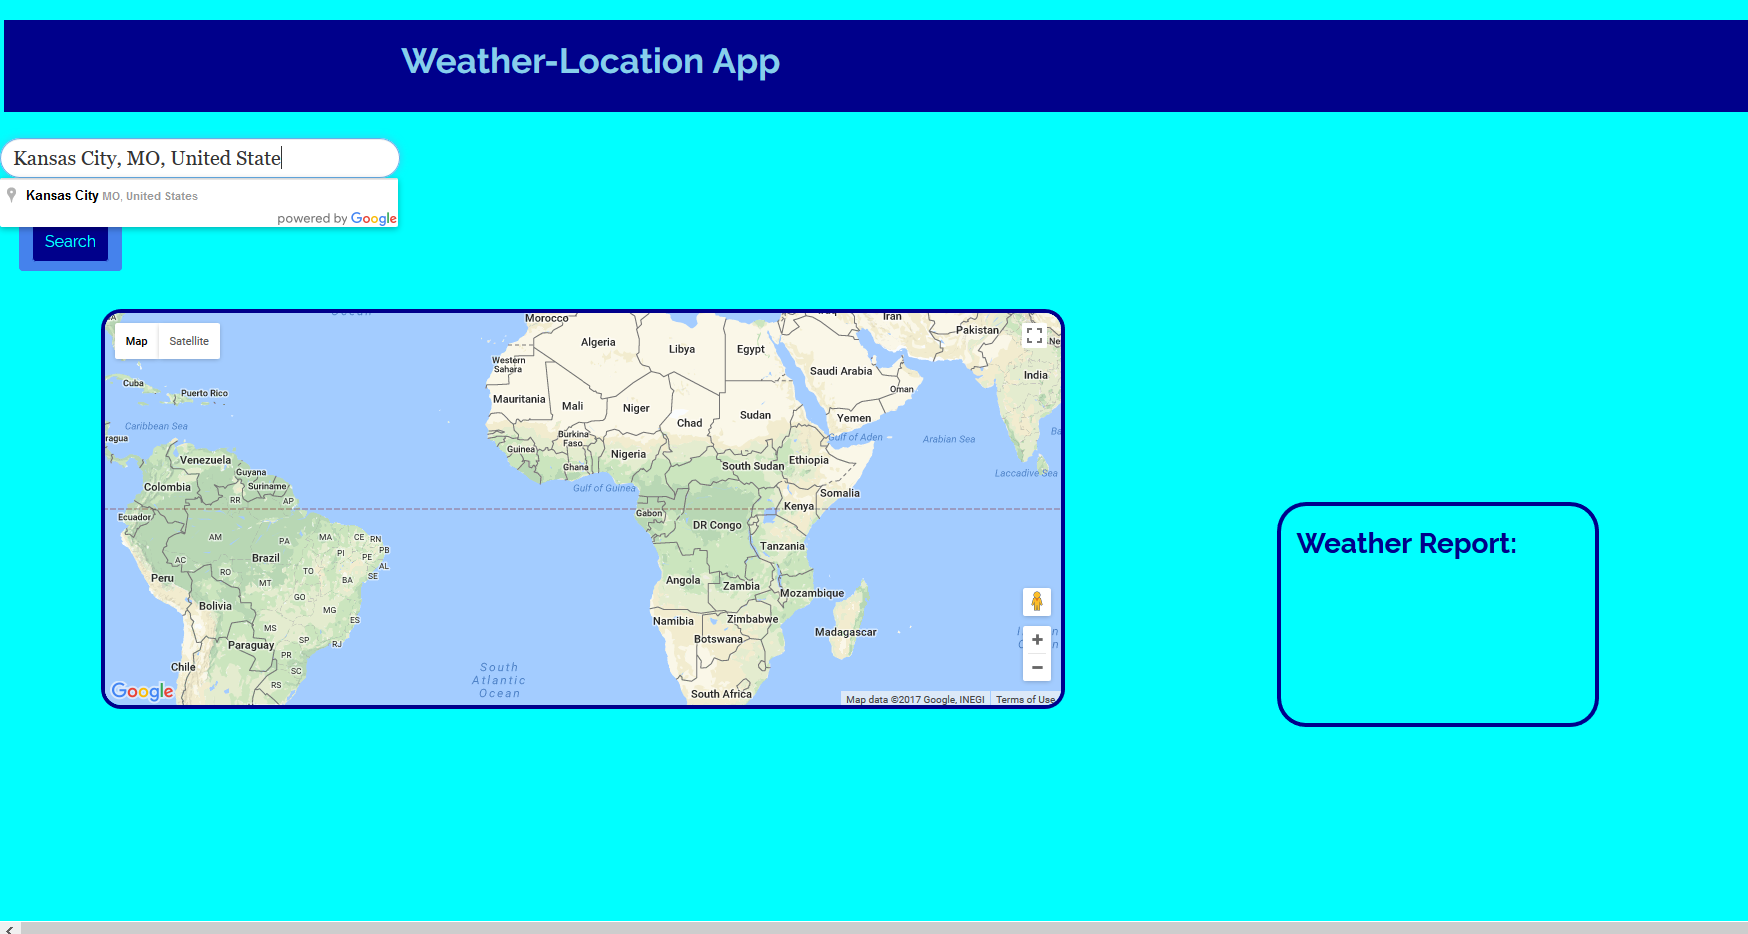 Weather-Location App
Kansas City, MO, United State
Kansas City MO, United States
powered by Google
Search
Map
Satellite
Morocco
Iran
Pakistan
Algeria
Libya
Egypt
Western
Sahara
Saudi Arabia
India
Cuba
Puerto Rico
Oman
Mauritania
Mali
Niger
Chad
Sudan
Yemen
Caribbean Sea
ragua
Burkina
Faso
Gulf of Aden
Arabian Sea
Guinea
Nigeria
Venezuela
Ghana
South Sudan
Ethiopia
Guyana
Laccadive Sea
Colombia
Suriname
Gulf of Guinea
Somalia
RR
AP
Kenya
Ecuador
Gabon
DR Congo
AM
PA
MA
CE
RN
PB
PI
PE
AL
SE
AC
Brazil
Tanzania
RO
TO
Peru
MT
BA
Angola
Zambia
Mozambique
GO
Bolivia
MG
ES
Namibia
Zimbabwe
MS
Botswana
Madagascar
SP
RJ
Paraguay
PR
Chile
SC
South
Atlantic
Ocean
RS
South Africa
Google
Map data ©2017 Google, INEGI
Terms of Use
Weather Report: